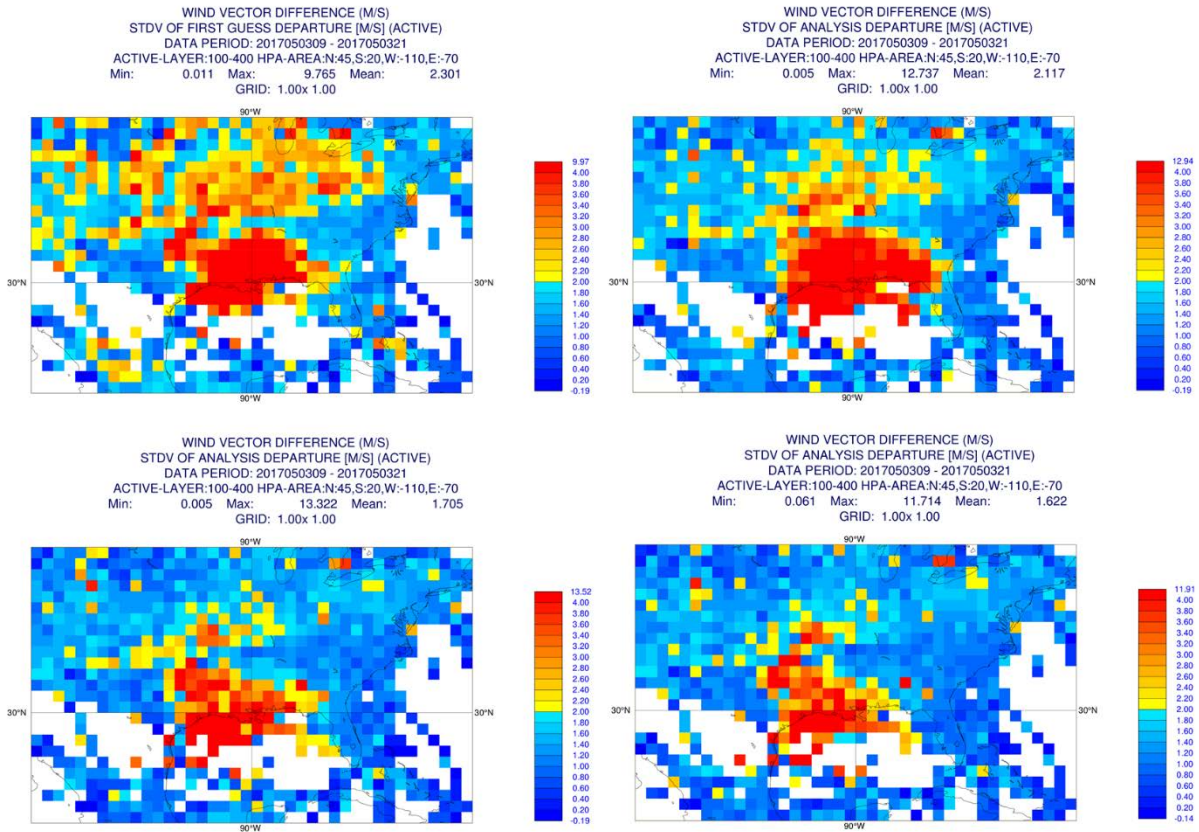 WIND VECTOR DIFFERENCE (M/S)
STDV OF FIRST GUESS DEPARTURE [M/S] (ACTIVE)
DATA PERIOD: 2017050309 - 2017050321
ACTIVE-LAYER:100-400 HPA-AREA:N:45,S:20,W:-110,E:-70
Min: 0.011 Max: 9.765 Mean: 2.301
GRID: 1.00x 1.00
90°W
30°N
30°N
90°W
9.97
4.00
3.80
3.60
3.40
3.20
3.00
2.80
2.60
2.40
2.20
2.00
1.80
1.60
1.40
1.20
1.00
0.80
0.60
0.40
0.20
-0.19
WIND VECTOR DIFFERENCE (M/S)
STDV OF ANALYSIS DEPARTURE [M/S] (ACTIVE)
DATA PERIOD: 2017050309 - 2017050321
ACTIVE-LAYER:100-400 HPA-AREA:N:45,S:20,W:-110,E:-70
Min: 0.005 Max: 12.737 Mean: 2.117
GRID: 1.00x 1.00
90°W
30°N
30°N
90°W
12.94
4.00
3.80
3.60
3.40
3.20
3.00
2.80
2.60
2.40
2.20
2.00
1.80
1.60
1.40
1.20
1.00
0.80
0.60
0.40
0.20
-0.19
WIND VECTOR DIFFERENCE (M/S)
STDV OF ANALYSIS DEPARTURE [M/S] (ACTIVE)
DATA PERIOD: 2017050309 - 2017050321
ACTIVE-LAYER:100-400 HPA-AREA:N:45,S:20,W:-110,E:-70
Min: 0.005 Max: 13.322 Mean: 1.705
GRID: 1.00x 1.00
90°W
30°N
30°N
90°W
13.52
4.00
3.80
3.60
3.40
3.20
3.00
2.80
2.60
2.40
2.20
2.00
1.80
1.60
1.40
1.20
1.00
0.80
0.60
0.40
0.20
-0.19
WIND VECTOR DIFFERENCE (M/S)
STDV OF ANALYSIS DEPARTURE [M/S] (ACTIVE)
DATA PERIOD: 2017050309 - 2017050321
ACTIVE-LAYER:100-400 HPA-AREA:N:45,S:20,W:-110,E:-70
Min: 0.061 Max: 11.714 Mean: 1.622
GRID: 1.00x 1.00
90°W
30°N
30°N
90°W
11.91
4.00
3.80
3.60
3.40
3.20
3.00
2.80
2.60
2.40
2.20
2.00
1.80
1.60
1.40
1.20
1.00
0.80
0.60
0.40
0.20
-0.14